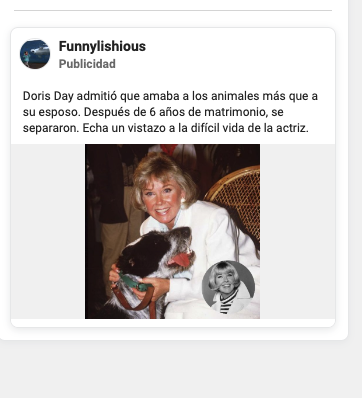 Funnylishious
Publicidad
Doris Day admitió que amaba a los animales más que a
su esposo. Después de 6 años de matrimonio, se
separaron. Echa un vistazo a la difícil vida de la actriz.